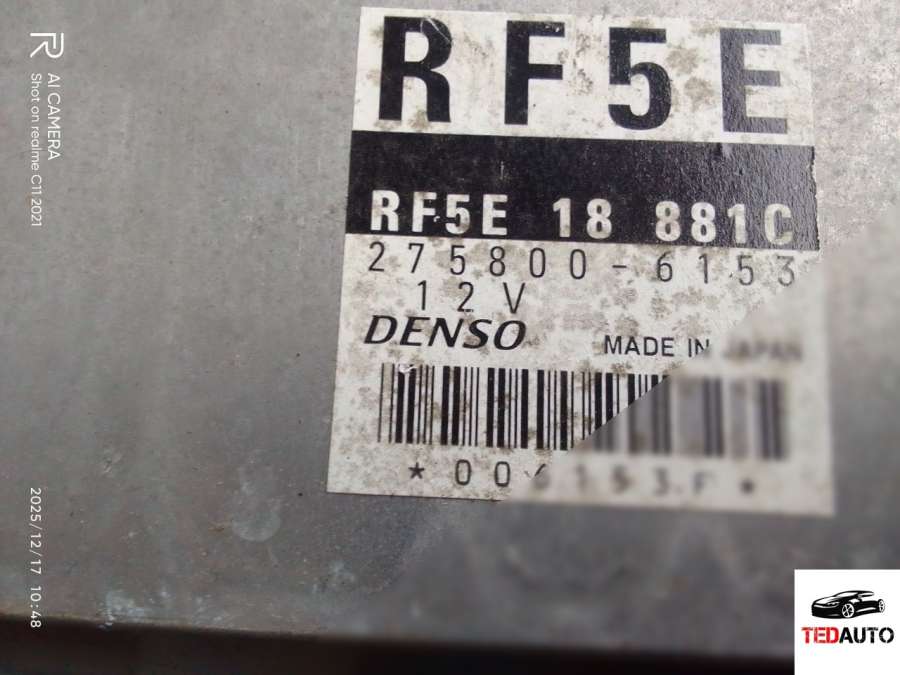 RF5E
RF5E 18 881C
275800-6153
12V
DENSO
MADE IN JAPAN
*006153F*
AI CAMERA
Shot on realme C11 2021
2025/12/17 10:48
TEDAUTO